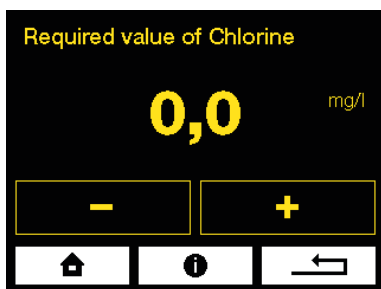 Required value of Chlorine
0,0 mg/l
- +
i